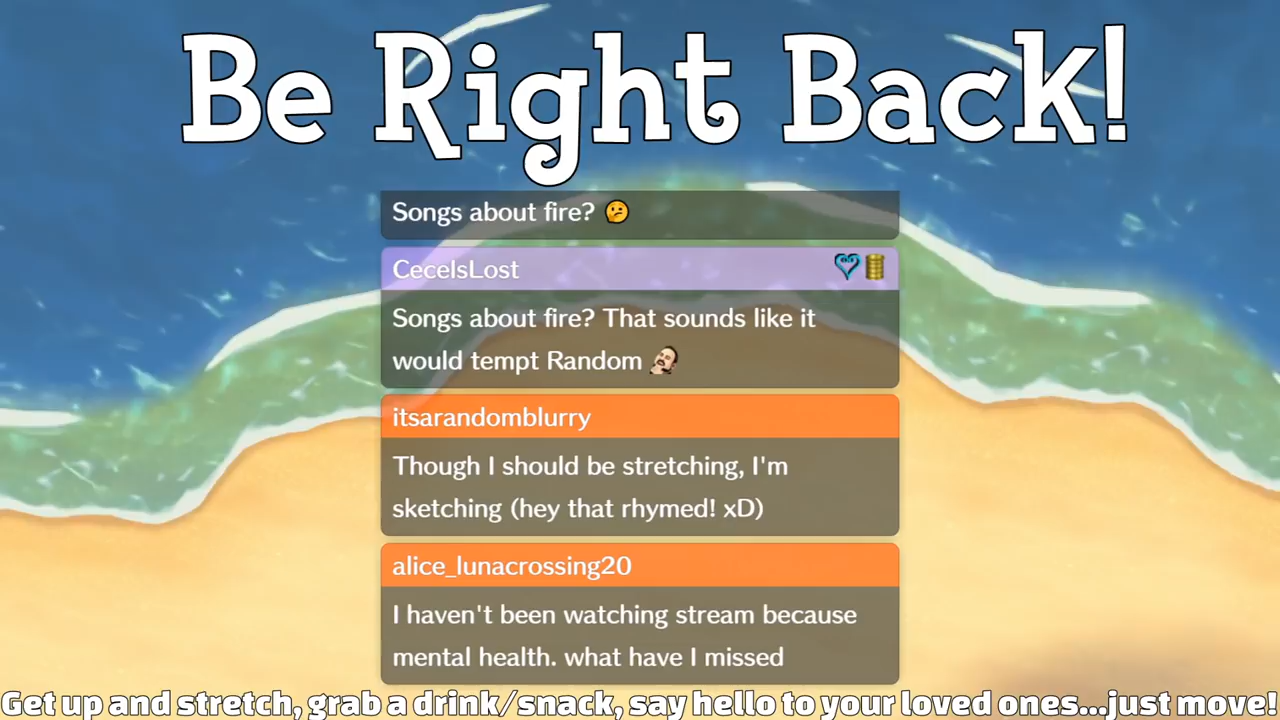 Be Right Back!
Songs about fire? 🤔
CeceIsLost
Songs about fire? That sounds like it
would tempt Random
itsarandomblurry
Though I should be stretching, I'm
sketching (hey that rhymed! xD)
alice_lunacrossing20
I haven't been watching stream because
mental health. what have I missed
Get up and stretch, grab a drink/snack, say hello to your loved ones...just move!